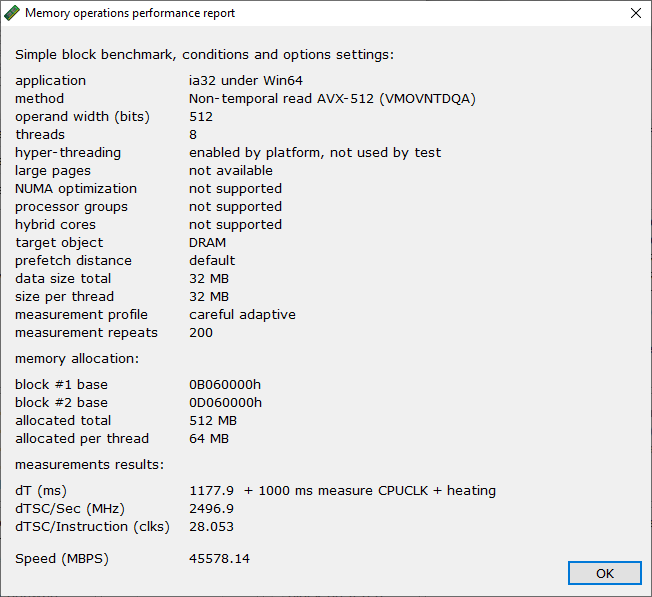 Memory operations performance report
Simple block benchmark, conditions and options settings:
application ia32 under Win64
method Non-temporal read AVX-512 (VMOVNTDQA)
operand width (bits) 512
threads 8
hyper-threading enabled by platform, not used by test
large pages not available
NUMA optimization not supported
processor groups not supported
hybrid cores not supported
target object DRAM
prefetch distance default
data size total 32 MB
size per thread 32 MB
measurement profile careful adaptive
measurement repeats 200
memory allocation:
block #1 base 0B060000h
block #2 base 0D060000h
allocated total 512 MB
allocated per thread 64 MB
measurements results:
dT (ms) 1177.9 + 1000 ms measure CPUCLK + heating
dTSC/Sec (MHz) 2496.9
dTSC/Instruction (clks) 28.053
Speed (MBPS) 45578.14
OK